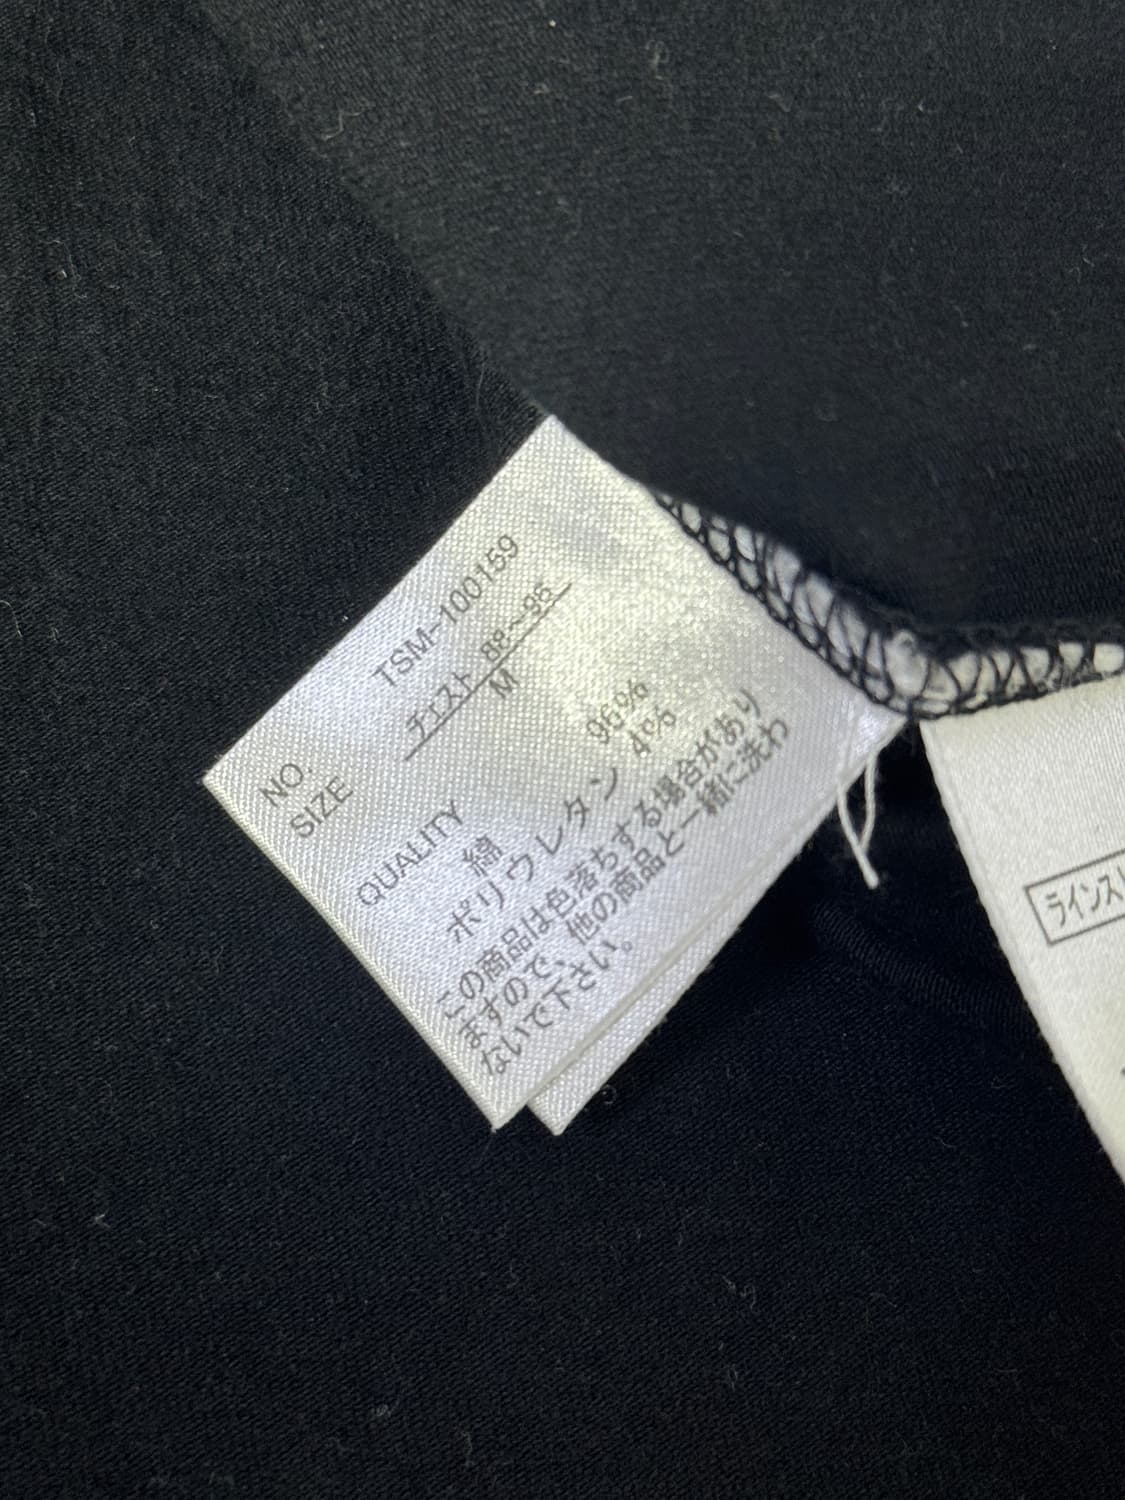 NO. TSM-100159
SIZE チェスト 88~96
M
QUALITY
綿 96%
ポリウレタン 4%
この商品は色落ちする場合があり
ますので、他の商品と一緒に洗わ
ないで下さい。
ラインス